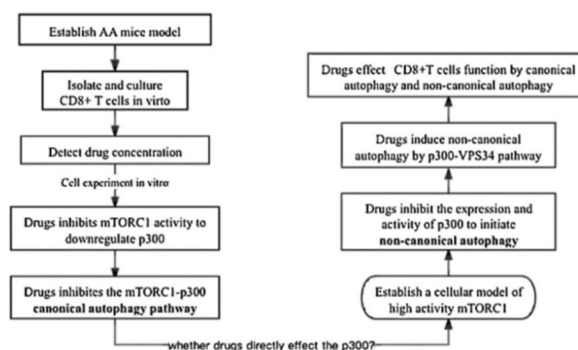 Establish AA mice model
Isolate and culture
CD8+ T cells in virto
Detect drug concentration
Cell experiment in vitro
Drugs inhibits mTORC1 activity to
downregulate p300
Drugs inhibits the mTORC1-p300
canonical autophagy pathway
whether drugs directly effect the p300?
Establish a cellular model of
high activity mTORC1
Drugs inhibit the expression and
activity of p300 to initiate
non-canonical autophagy
Drugs induce non-canonical
autophagy by p300-VPS34 pathway
Drugs effect CD8+T cells function by canonical
autophagy and non-canonical autophagy